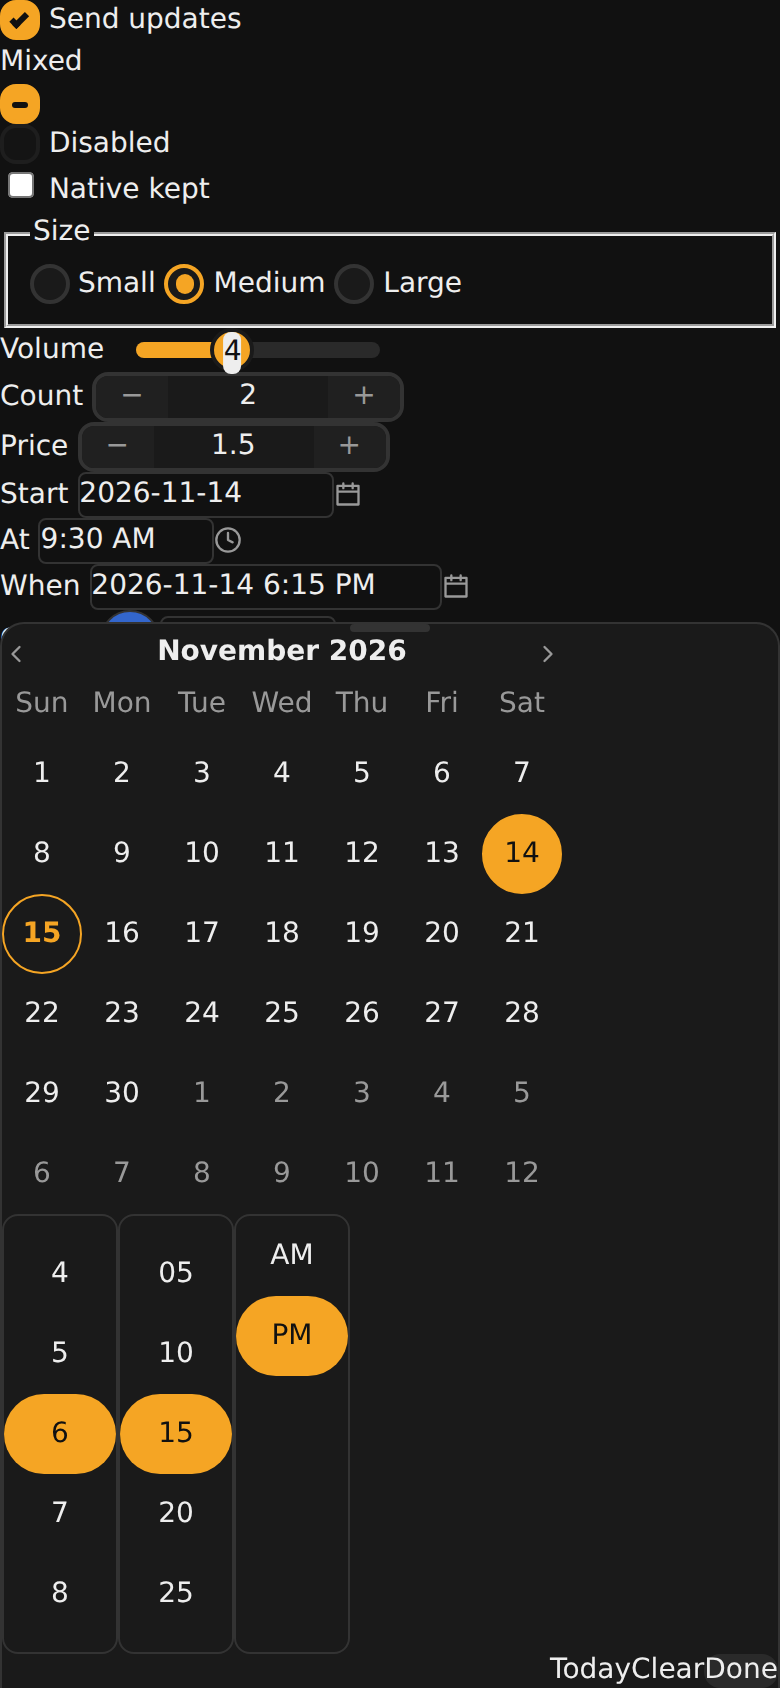 Send updates
Mixed
Disabled
Native kept
Size
Small Medium Large
Volume 4
Count − 2 +
Price − 1.5 +
Start 2026-11-14
At 9:30 AM
When 2026-11-14 6:15 PM
November 2026
Sun Mon Tue Wed Thu Fri Sat
1 2 3 4 5 6 7
8 9 10 11 12 13 14
15 16 17 18 19 20 21
22 23 24 25 26 27 28
29 30 1 2 3 4 5
6 7 8 9 10 11 12
AM
4 05
PM
5 10
6 15
7 20
8 25
TodayClearDone